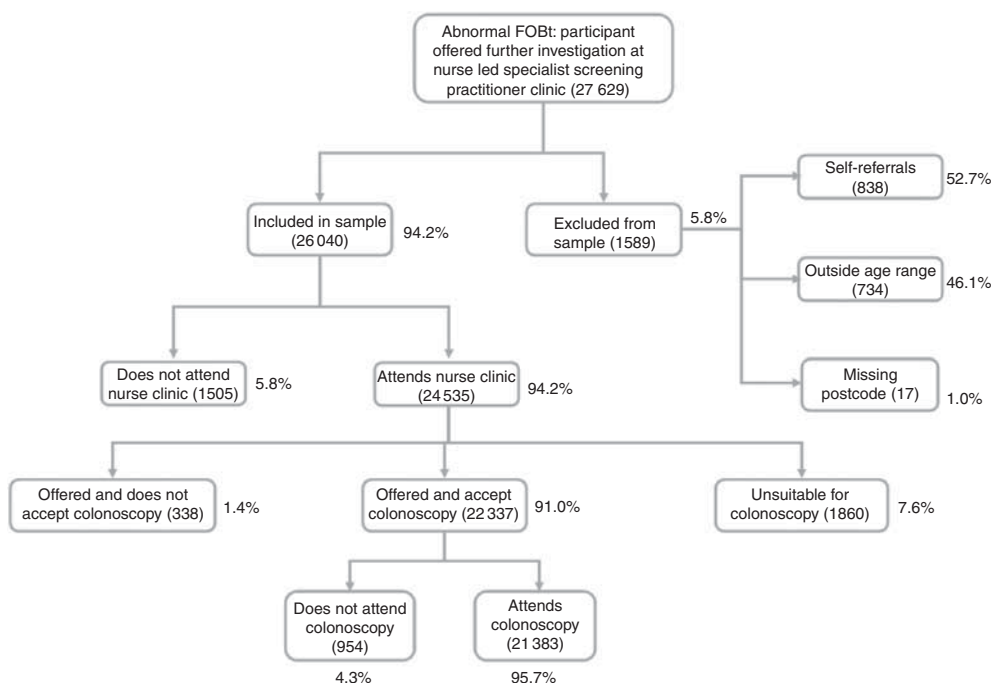 Abnormal FOBt: participant
offered further investigation at
nurse led specialist screening
practitioner clinic (27 629)
Included in sample
(26 040)
94.2%
Excluded from
sample (1589)
5.8%
Self-referrals
(838)
52.7%
Outside age range
(734)
46.1%
Missing
postcode (17)
1.0%
Does not attend
nurse clinic (1505)
5.8%
Attends nurse clinic
(24 535)
94.2%
Offered and does not
accept colonoscopy (338)
1.4%
Offered and accept
colonoscopy (22 337)
91.0%
Unsuitable for
colonoscopy (1860)
7.6%
Does not attend
colonoscopy
(954)
4.3%
Attends
colonoscopy
(21 383)
95.7%